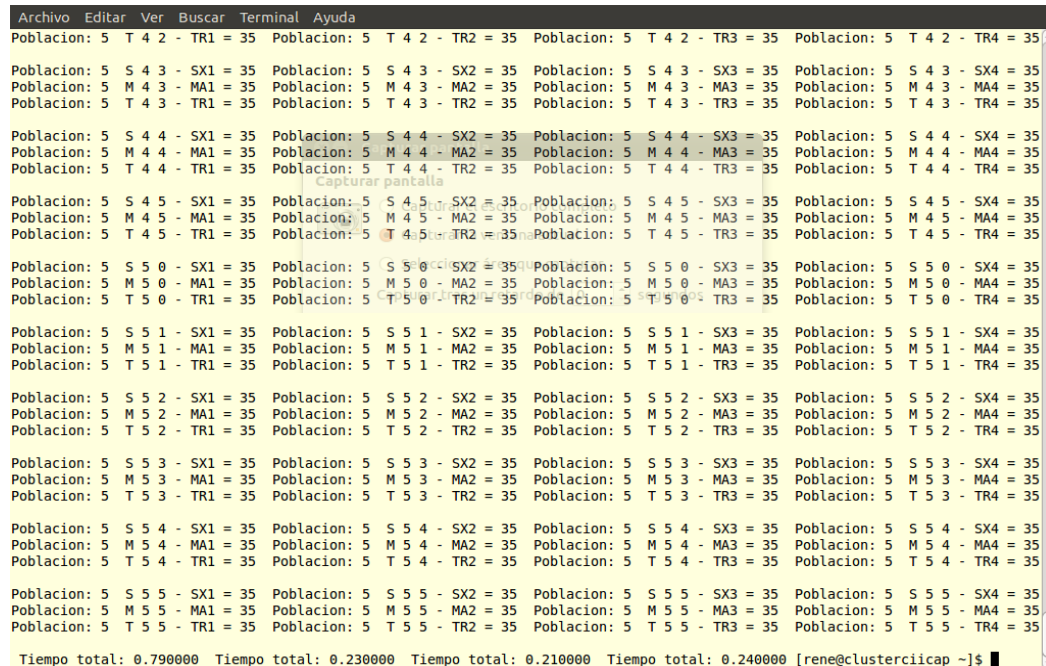 Archivo Editar Ver Buscar Terminal Ayuda
Poblacion: 5 T 4 2 - TR1 = 35 Poblacion: 5 T 4 2 - TR2 = 35 Poblacion: 5 T 4 2 - TR3 = 35 Poblacion: 5 T 4 2 - TR4 = 35
Poblacion: 5 S 4 3 - SX1 = 35 Poblacion: 5 S 4 3 - SX2 = 35 Poblacion: 5 S 4 3 - SX3 = 35 Poblacion: 5 S 4 3 - SX4 = 35
Poblacion: 5 M 4 3 - MA1 = 35 Poblacion: 5 M 4 3 - MA2 = 35 Poblacion: 5 M 4 3 - MA3 = 35 Poblacion: 5 M 4 3 - MA4 = 35
Poblacion: 5 T 4 3 - TR1 = 35 Poblacion: 5 T 4 3 - TR2 = 35 Poblacion: 5 T 4 3 - TR3 = 35 Poblacion: 5 T 4 3 - TR4 = 35
Poblacion: 5 S 4 4 - SX1 = 35 Poblacion: 5 S 4 4 - SX2 = 35 Poblacion: 5 S 4 4 - SX3 = 35 Poblacion: 5 S 4 4 - SX4 = 35
Poblacion: 5 M 4 4 - MA1 = 35 Poblacion: 5 M 4 4 - MA2 = 35 Poblacion: 5 M 4 4 - MA3 = 35 Poblacion: 5 M 4 4 - MA4 = 35
Poblacion: 5 T 4 4 - TR1 = 35 Poblacion: 5 T 4 4 - TR2 = 35 Poblacion: 5 T 4 4 - TR3 = 35 Poblacion: 5 T 4 4 - TR4 = 35
Capturar pantalla
Poblacion: 5 S 4 5 - SX1 = 35 Poblacion: 5 S 4 5 - SX2 = 35 Poblacion: 5 S 4 5 - SX3 = 35 Poblacion: 5 S 4 5 - SX4 = 35
Capturar el escritorio completo
Poblacion: 5 M 4 5 - MA1 = 35 Poblacion: 5 M 4 5 - MA2 = 35 Poblacion: 5 M 4 5 - MA3 = 35 Poblacion: 5 M 4 5 - MA4 = 35
Poblacion: 5 T 4 5 - TR1 = 35 Poblacion: 5 T 4 5 - TR2 = 35 Poblacion: 5 T 4 5 - TR3 = 35 Poblacion: 5 T 4 5 - TR4 = 35
Poblacion: 5 S 5 0 - SX1 = 35 Poblacion: 5 S 5 0 - SX2 = 35 Poblacion: 5 S 5 0 - SX3 = 35 Poblacion: 5 S 5 0 - SX4 = 35
Poblacion: 5 M 5 0 - MA1 = 35 Poblacion: 5 M 5 0 - MA2 = 35 Poblacion: 5 M 5 0 - MA3 = 35 Poblacion: 5 M 5 0 - MA4 = 35
Poblacion: 5 T 5 0 - TR1 = 35 Poblacion: 5 T 5 0 - TR2 = 35 Poblacion: 5 T 5 0 - TR3 = 35 Poblacion: 5 T 5 0 - TR4 = 35
segundos
Poblacion: 5 S 5 1 - SX1 = 35 Poblacion: 5 S 5 1 - SX2 = 35 Poblacion: 5 S 5 1 - SX3 = 35 Poblacion: 5 S 5 1 - SX4 = 35
Poblacion: 5 M 5 1 - MA1 = 35 Poblacion: 5 M 5 1 - MA2 = 35 Poblacion: 5 M 5 1 - MA3 = 35 Poblacion: 5 M 5 1 - MA4 = 35
Poblacion: 5 T 5 1 - TR1 = 35 Poblacion: 5 T 5 1 - TR2 = 35 Poblacion: 5 T 5 1 - TR3 = 35 Poblacion: 5 T 5 1 - TR4 = 35
Poblacion: 5 S 5 2 - SX1 = 35 Poblacion: 5 S 5 2 - SX2 = 35 Poblacion: 5 S 5 2 - SX3 = 35 Poblacion: 5 S 5 2 - SX4 = 35
Poblacion: 5 M 5 2 - MA1 = 35 Poblacion: 5 M 5 2 - MA2 = 35 Poblacion: 5 M 5 2 - MA3 = 35 Poblacion: 5 M 5 2 - MA4 = 35
Poblacion: 5 T 5 2 - TR1 = 35 Poblacion: 5 T 5 2 - TR2 = 35 Poblacion: 5 T 5 2 - TR3 = 35 Poblacion: 5 T 5 2 - TR4 = 35
Poblacion: 5 S 5 3 - SX1 = 35 Poblacion: 5 S 5 3 - SX2 = 35 Poblacion: 5 S 5 3 - SX3 = 35 Poblacion: 5 S 5 3 - SX4 = 35
Poblacion: 5 M 5 3 - MA1 = 35 Poblacion: 5 M 5 3 - MA2 = 35 Poblacion: 5 M 5 3 - MA3 = 35 Poblacion: 5 M 5 3 - MA4 = 35
Poblacion: 5 T 5 3 - TR1 = 35 Poblacion: 5 T 5 3 - TR2 = 35 Poblacion: 5 T 5 3 - TR3 = 35 Poblacion: 5 T 5 3 - TR4 = 35
Poblacion: 5 S 5 4 - SX1 = 35 Poblacion: 5 S 5 4 - SX2 = 35 Poblacion: 5 S 5 4 - SX3 = 35 Poblacion: 5 S 5 4 - SX4 = 35
Poblacion: 5 M 5 4 - MA1 = 35 Poblacion: 5 M 5 4 - MA2 = 35 Poblacion: 5 M 5 4 - MA3 = 35 Poblacion: 5 M 5 4 - MA4 = 35
Poblacion: 5 T 5 4 - TR1 = 35 Poblacion: 5 T 5 4 - TR2 = 35 Poblacion: 5 T 5 4 - TR3 = 35 Poblacion: 5 T 5 4 - TR4 = 35
Poblacion: 5 S 5 5 - SX1 = 35 Poblacion: 5 S 5 5 - SX2 = 35 Poblacion: 5 S 5 5 - SX3 = 35 Poblacion: 5 S 5 5 - SX4 = 35
Poblacion: 5 M 5 5 - MA1 = 35 Poblacion: 5 M 5 5 - MA2 = 35 Poblacion: 5 M 5 5 - MA3 = 35 Poblacion: 5 M 5 5 - MA4 = 35
Poblacion: 5 T 5 5 - TR1 = 35 Poblacion: 5 T 5 5 - TR2 = 35 Poblacion: 5 T 5 5 - TR3 = 35 Poblacion: 5 T 5 5 - TR4 = 35
Tiempo total: 0.790000 Tiempo total: 0.230000 Tiempo total: 0.210000 Tiempo total: 0.240000 [rene@clusterciicap ~]$